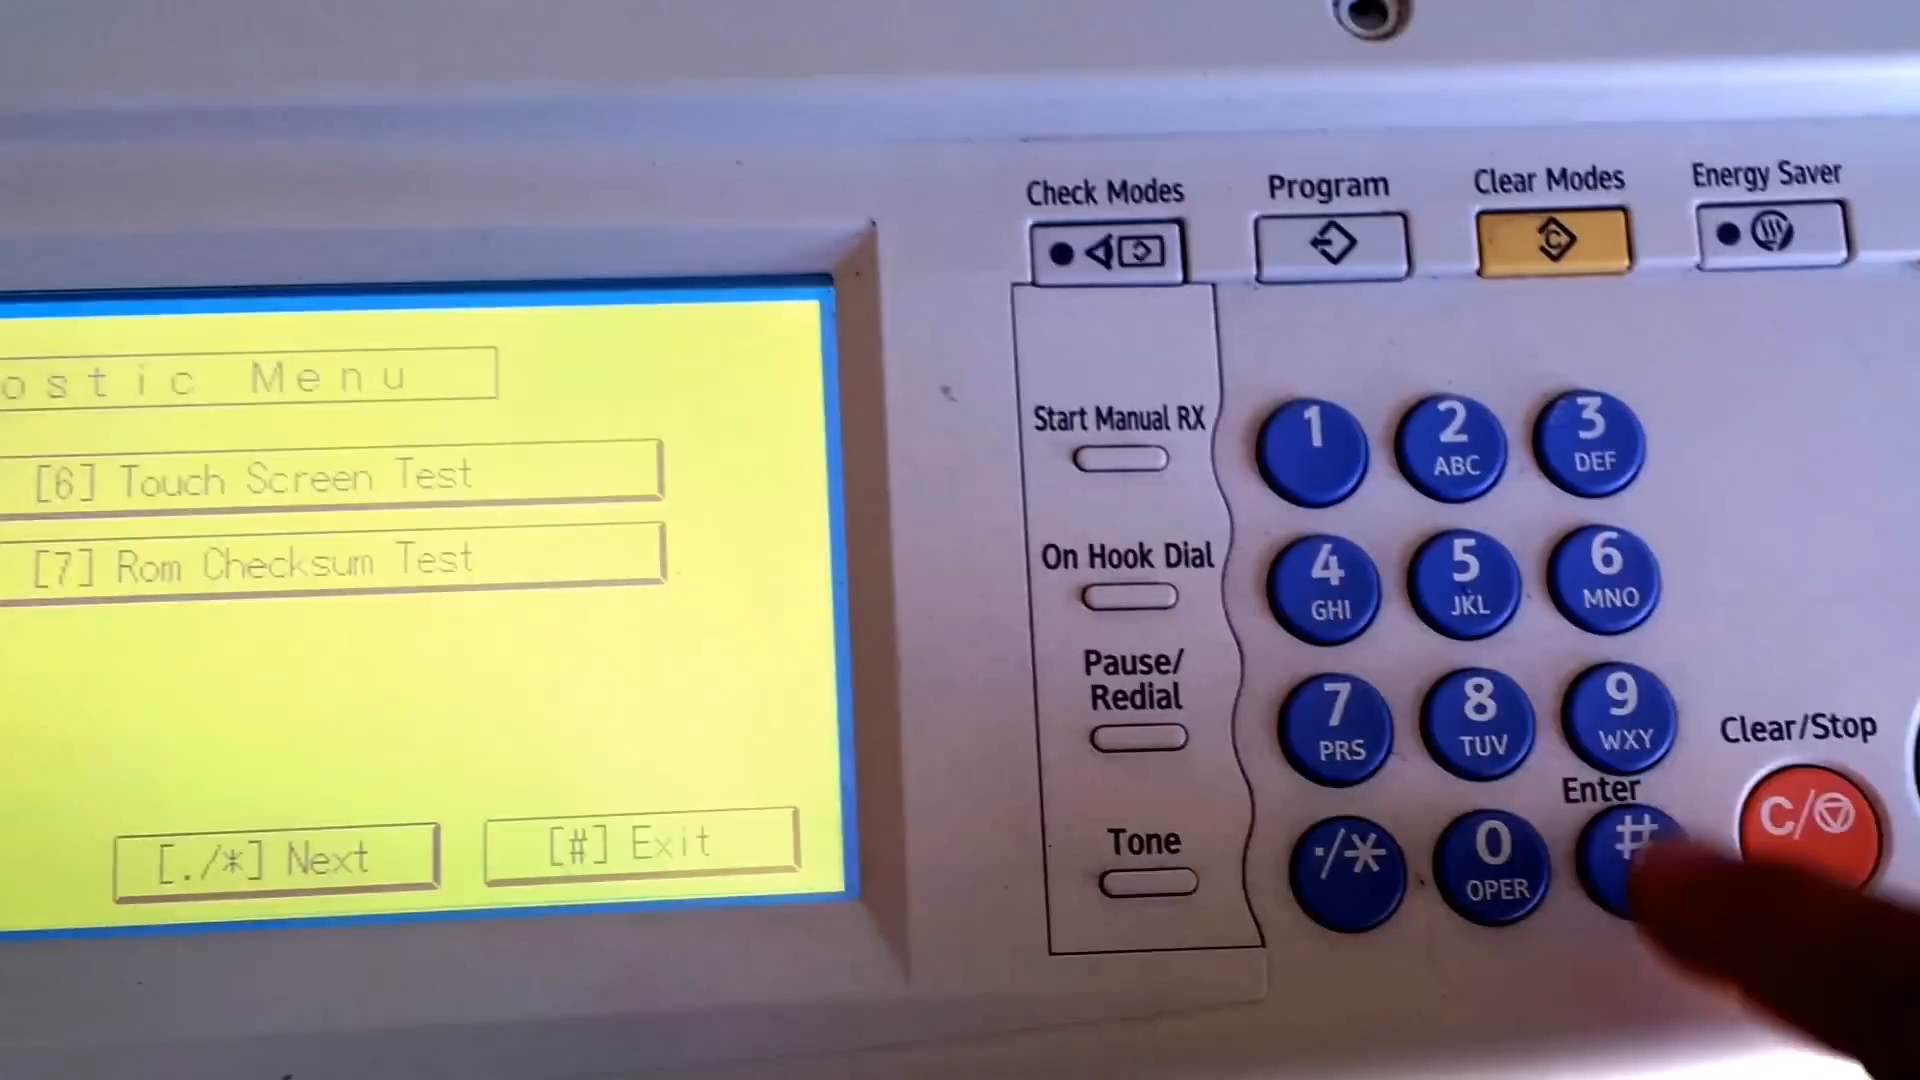 ostic Menu
[6] Touch Screen Test
[7] Rom Checksum Test
[./*] Next
[#] Exit
Check Modes
Program
Clear Modes
Energy Saver
C
Start Manual RX
On Hook Dial
Pause/
Redial
Tone
1
2
ABC
3
DEF
4
GHI
5
JKL
6
MNO
7
PRS
8
TUV
9
WXY
Enter
./*
0
OPER
#
Clear/Stop
C/